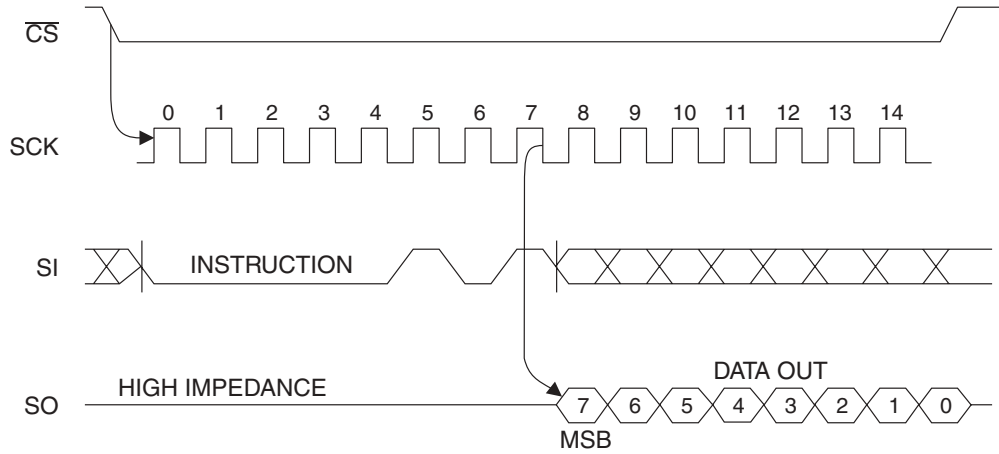 C̅S̅
0 1 2 3 4 5 6 7 8 9 10 11 12 13 14
SCK
SI
INSTRUCTION
HIGH IMPEDANCE
DATA OUT
SO
7 6 5 4 3 2 1 0
MSB